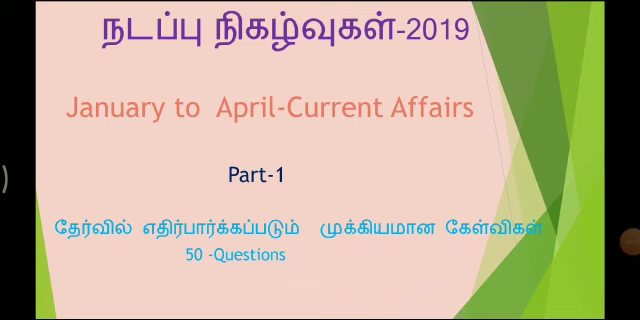 நடப்பு நிகழ்வுகள்-2019
January to April-Current Affairs
Part-1
தேர்வில் எதிர்பார்க்கப்படும் முக்கியமான கேள்விகள்
50 -Questions